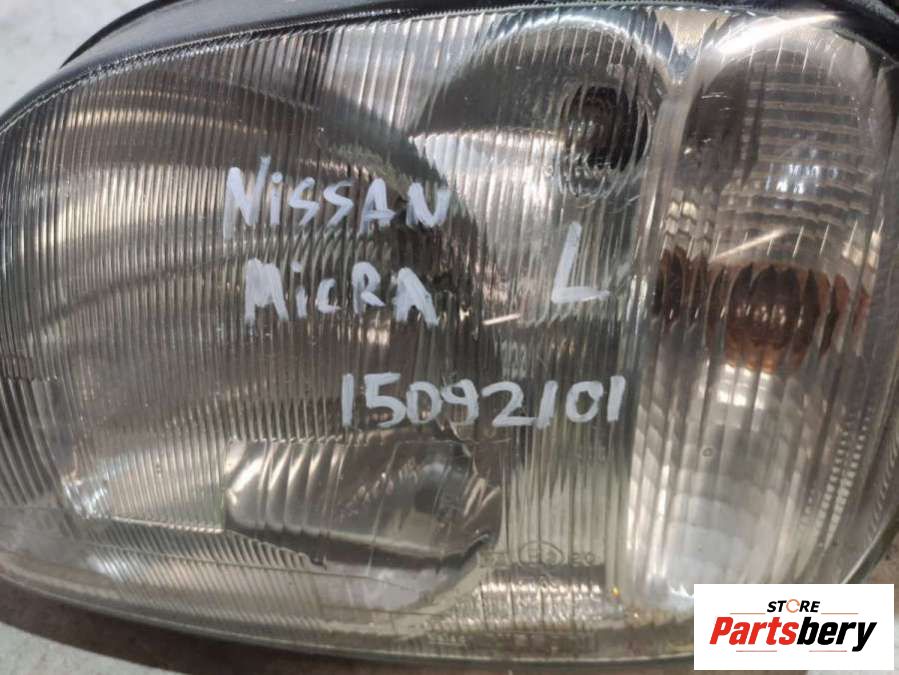 NISSAN
MICRA
L
15092101
STORE
Partsbery